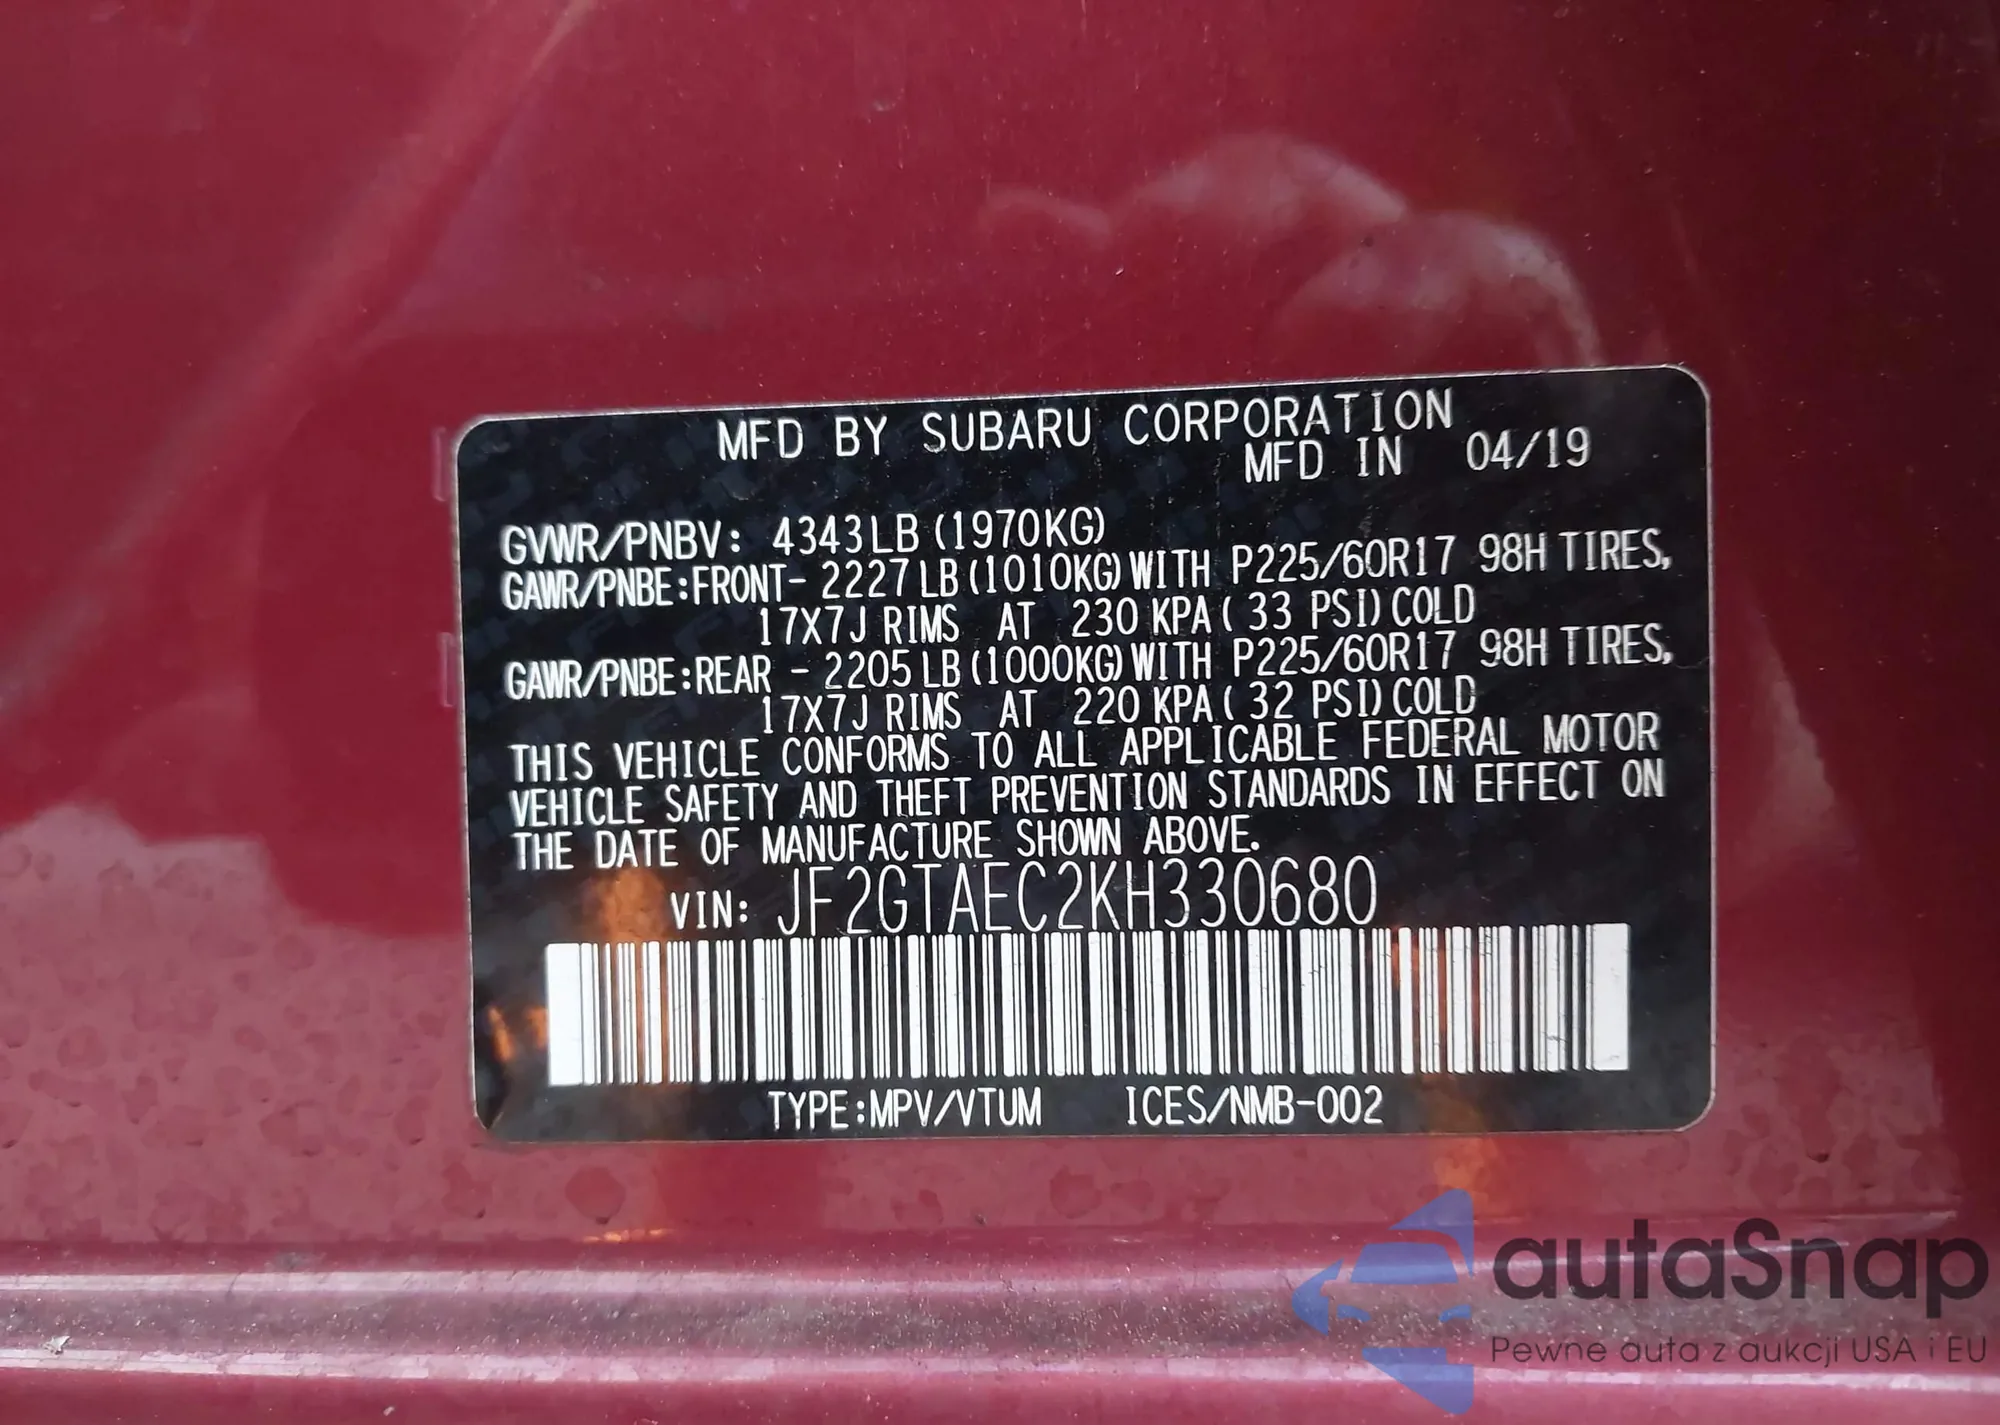 MFD BY SUBARU CORPORATION
MFD IN 04/19
GVWR/PNBV: 4343LB (1970KG)
GAWR/PNBE:FRONT- 2227 LB (1010KG) WITH P225/60R17 98H TIRES,
17X7J RIMS AT 230 KPA ( 33 PSI) COLD
GAWR/PNBE:REAR - 2205 LB (1000KG) WITH P225/60R17 98H TIRES,
17X7J RIMS AT 220 KPA ( 32 PSI) COLD
THIS VEHICLE CONFORMS TO ALL APPLICABLE FEDERAL MOTOR
VEHICLE SAFETY AND THEFT PREVENTION STANDARDS IN EFFECT ON
THE DATE OF MANUFACTURE SHOWN ABOVE.
VIN: JF2GTAEC2KH330680
TYPE:MPV/VTUM ICES/NMB-002
autaSnap
Pewne auta z aukcji USA i EU